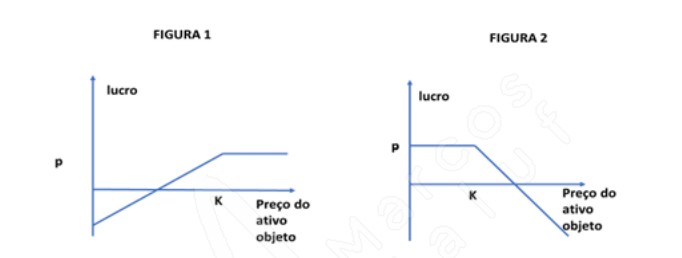 FIGURA 1
lucro
P
K
Preço do
ativo
objeto
FIGURA 2
lucro
P
K
Preço do
ativo
objeto